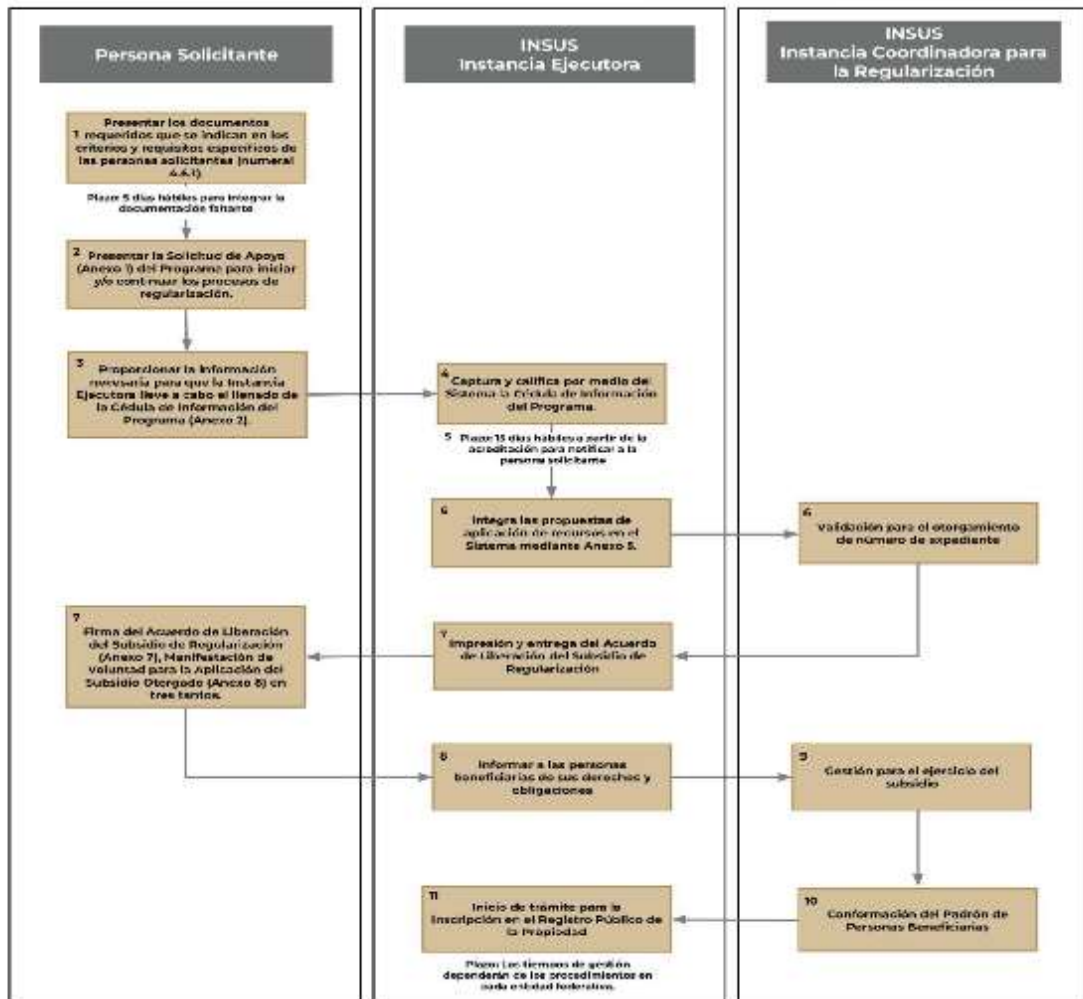 Persona Solicitante
INSUS
Instancia Ejecutora
INSUS
Instancia Coordinadora para
la Regularización
1
Presentar los documentos
requeridos que se indican en los
criterios y requisitos específicos de
las personas solicitantes (numeral
4.6.1)
Plazo: 5 días hábiles para integrar la
documentación faltante
2
Presentar la Solicitud de Apoyo
(Anexo 1) del Programa para iniciar
y/o continuar los procesos de
regularización.
3
Proporcionar la información
necesaria para que la Instancia
Ejecutora lleve a cabo el llenado de
la Cédula de Información del
Programa (Anexo 2).
4
Captura y califica por medio del
Sistema la Cédula de Información
del Programa.
5
Plazo: 15 días hábiles a partir de la
acreditación para notificar a la
persona solicitante
6
Integra las propuestas de
aplicación de recursos en el
Sistema mediante Anexo 5.
6
Validación para el otorgamiento
de número de expediente
7
Impresión y entrega del Acuerdo
de Liberación del Subsidio de
Regularización
7
Firma del Acuerdo de Liberación
del Subsidio de Regularización
(Anexo 7), Manifestación de
Voluntad para la Aplicación del
Subsidio Otorgado (Anexo 8) en
tres tantos.
8
Informar a las personas
beneficiarias de sus derechos y
obligaciones
9
Gestión para el ejercicio del
subsidio
10
Conformación del Padrón de
Personas Beneficiarias
11
Inicio de trámite para la
Inscripción en el Registro Público de
la Propiedad
Plazo: Los tiempos de gestión
dependerán de los procedimientos en
cada entidad federativa.